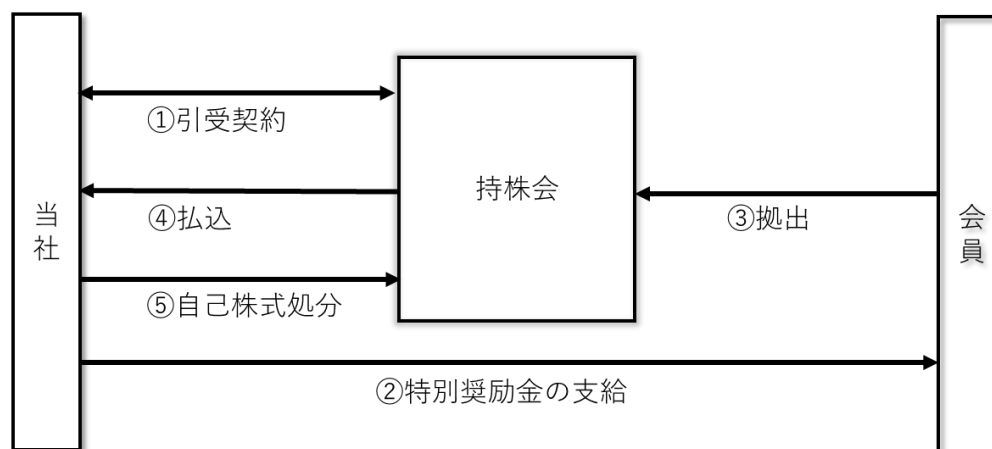 ①引受契約
持株会
④払込
③拠出
当社
会員
⑤自己株式処分
②特別奨励金の支給